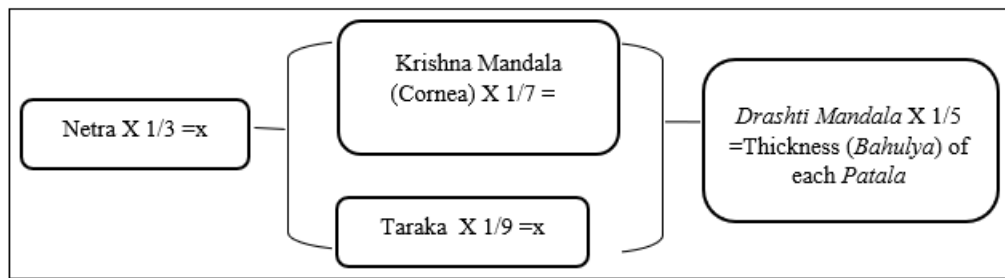 Netra X 1/3 =x
Krishna Mandala
(Cornea) X 1/7 =
Taraka  X 1/9 =x
Drashti Mandala X 1/5
=Thickness (Bahulya) of
each Patala